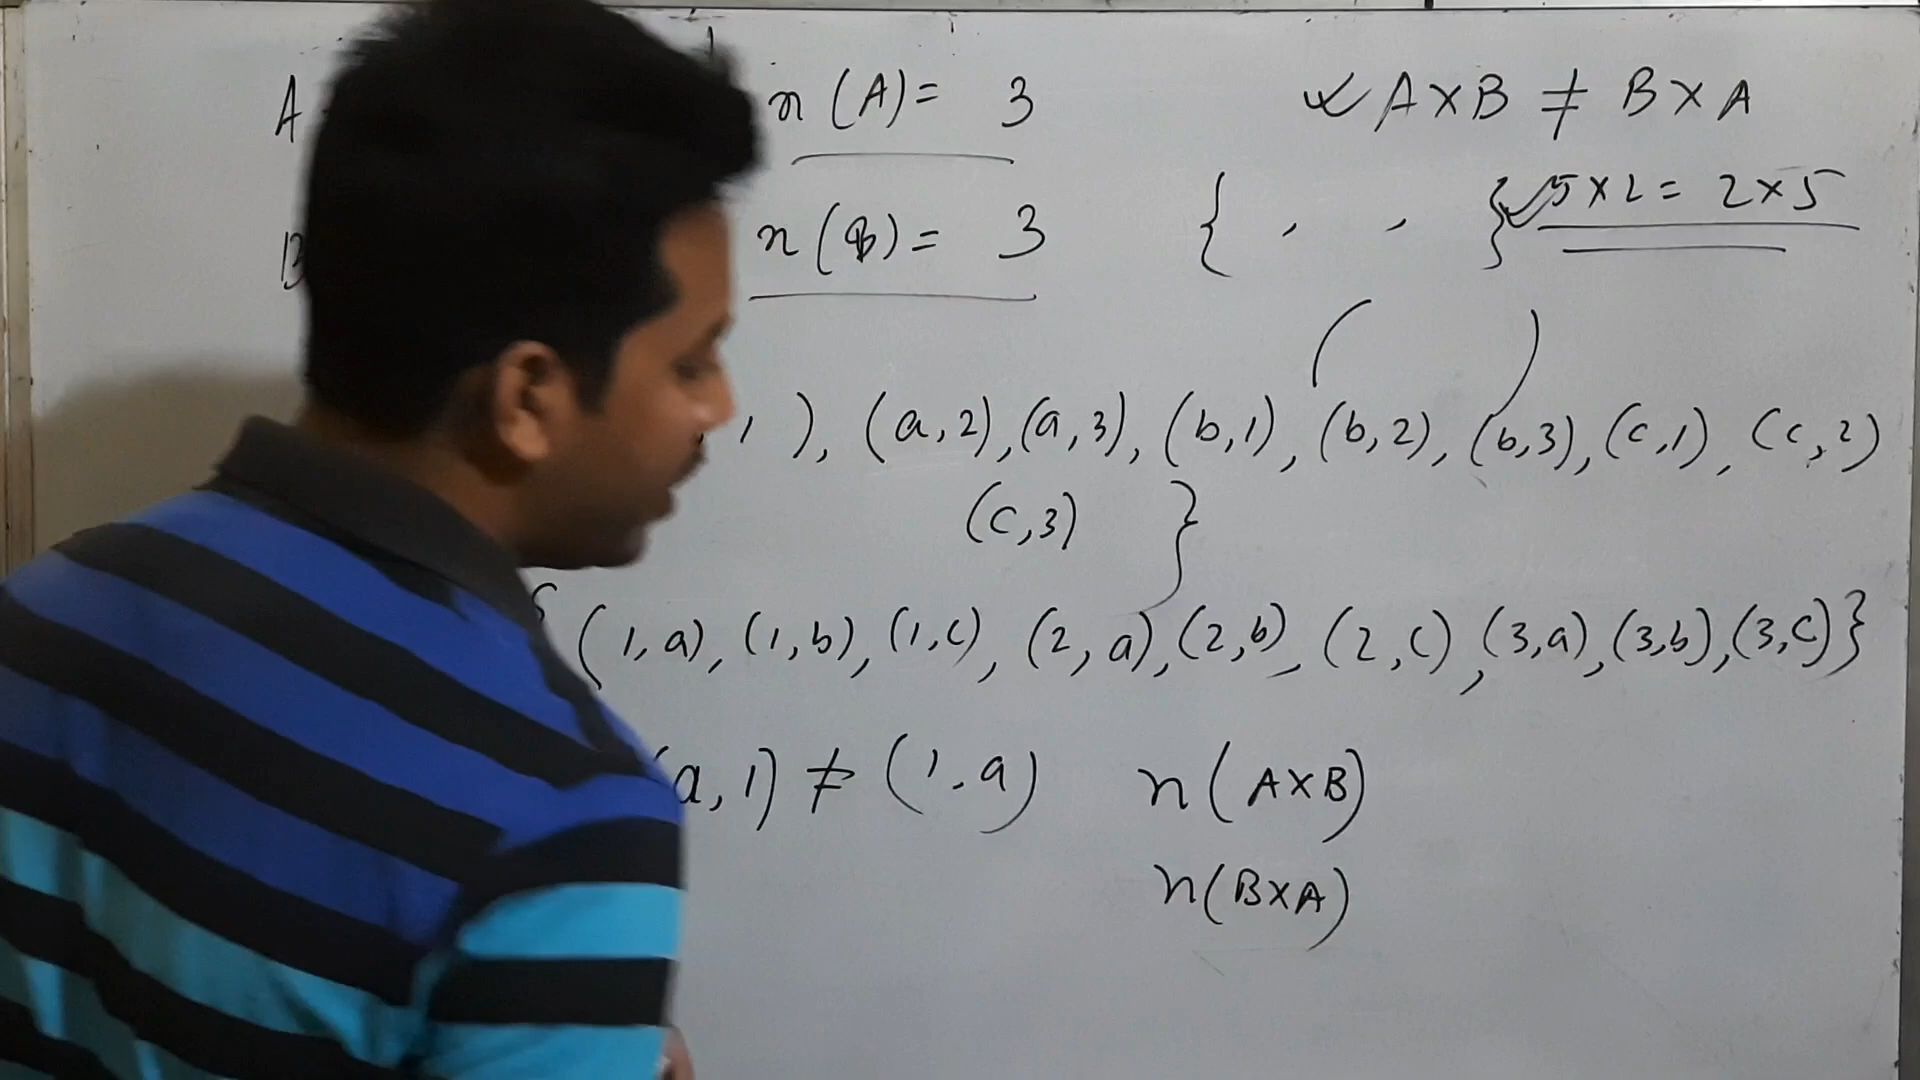 A n(A)= 3 A×B ≠ B×A
B n(B)= 3 { , , } 5×2 = 2×5
( )
, 1 ), (a,2), (a,3), (b,1), (b,2), (b,3), (c,1), (c,2)
(c,3) }
{ (1,a), (1,b), (1,c), (2,a), (2,b), (2,c), (3,a), (3,b), (3,c)}
(a,1) ≠ (1,a) n(A×B)
n(B×A)